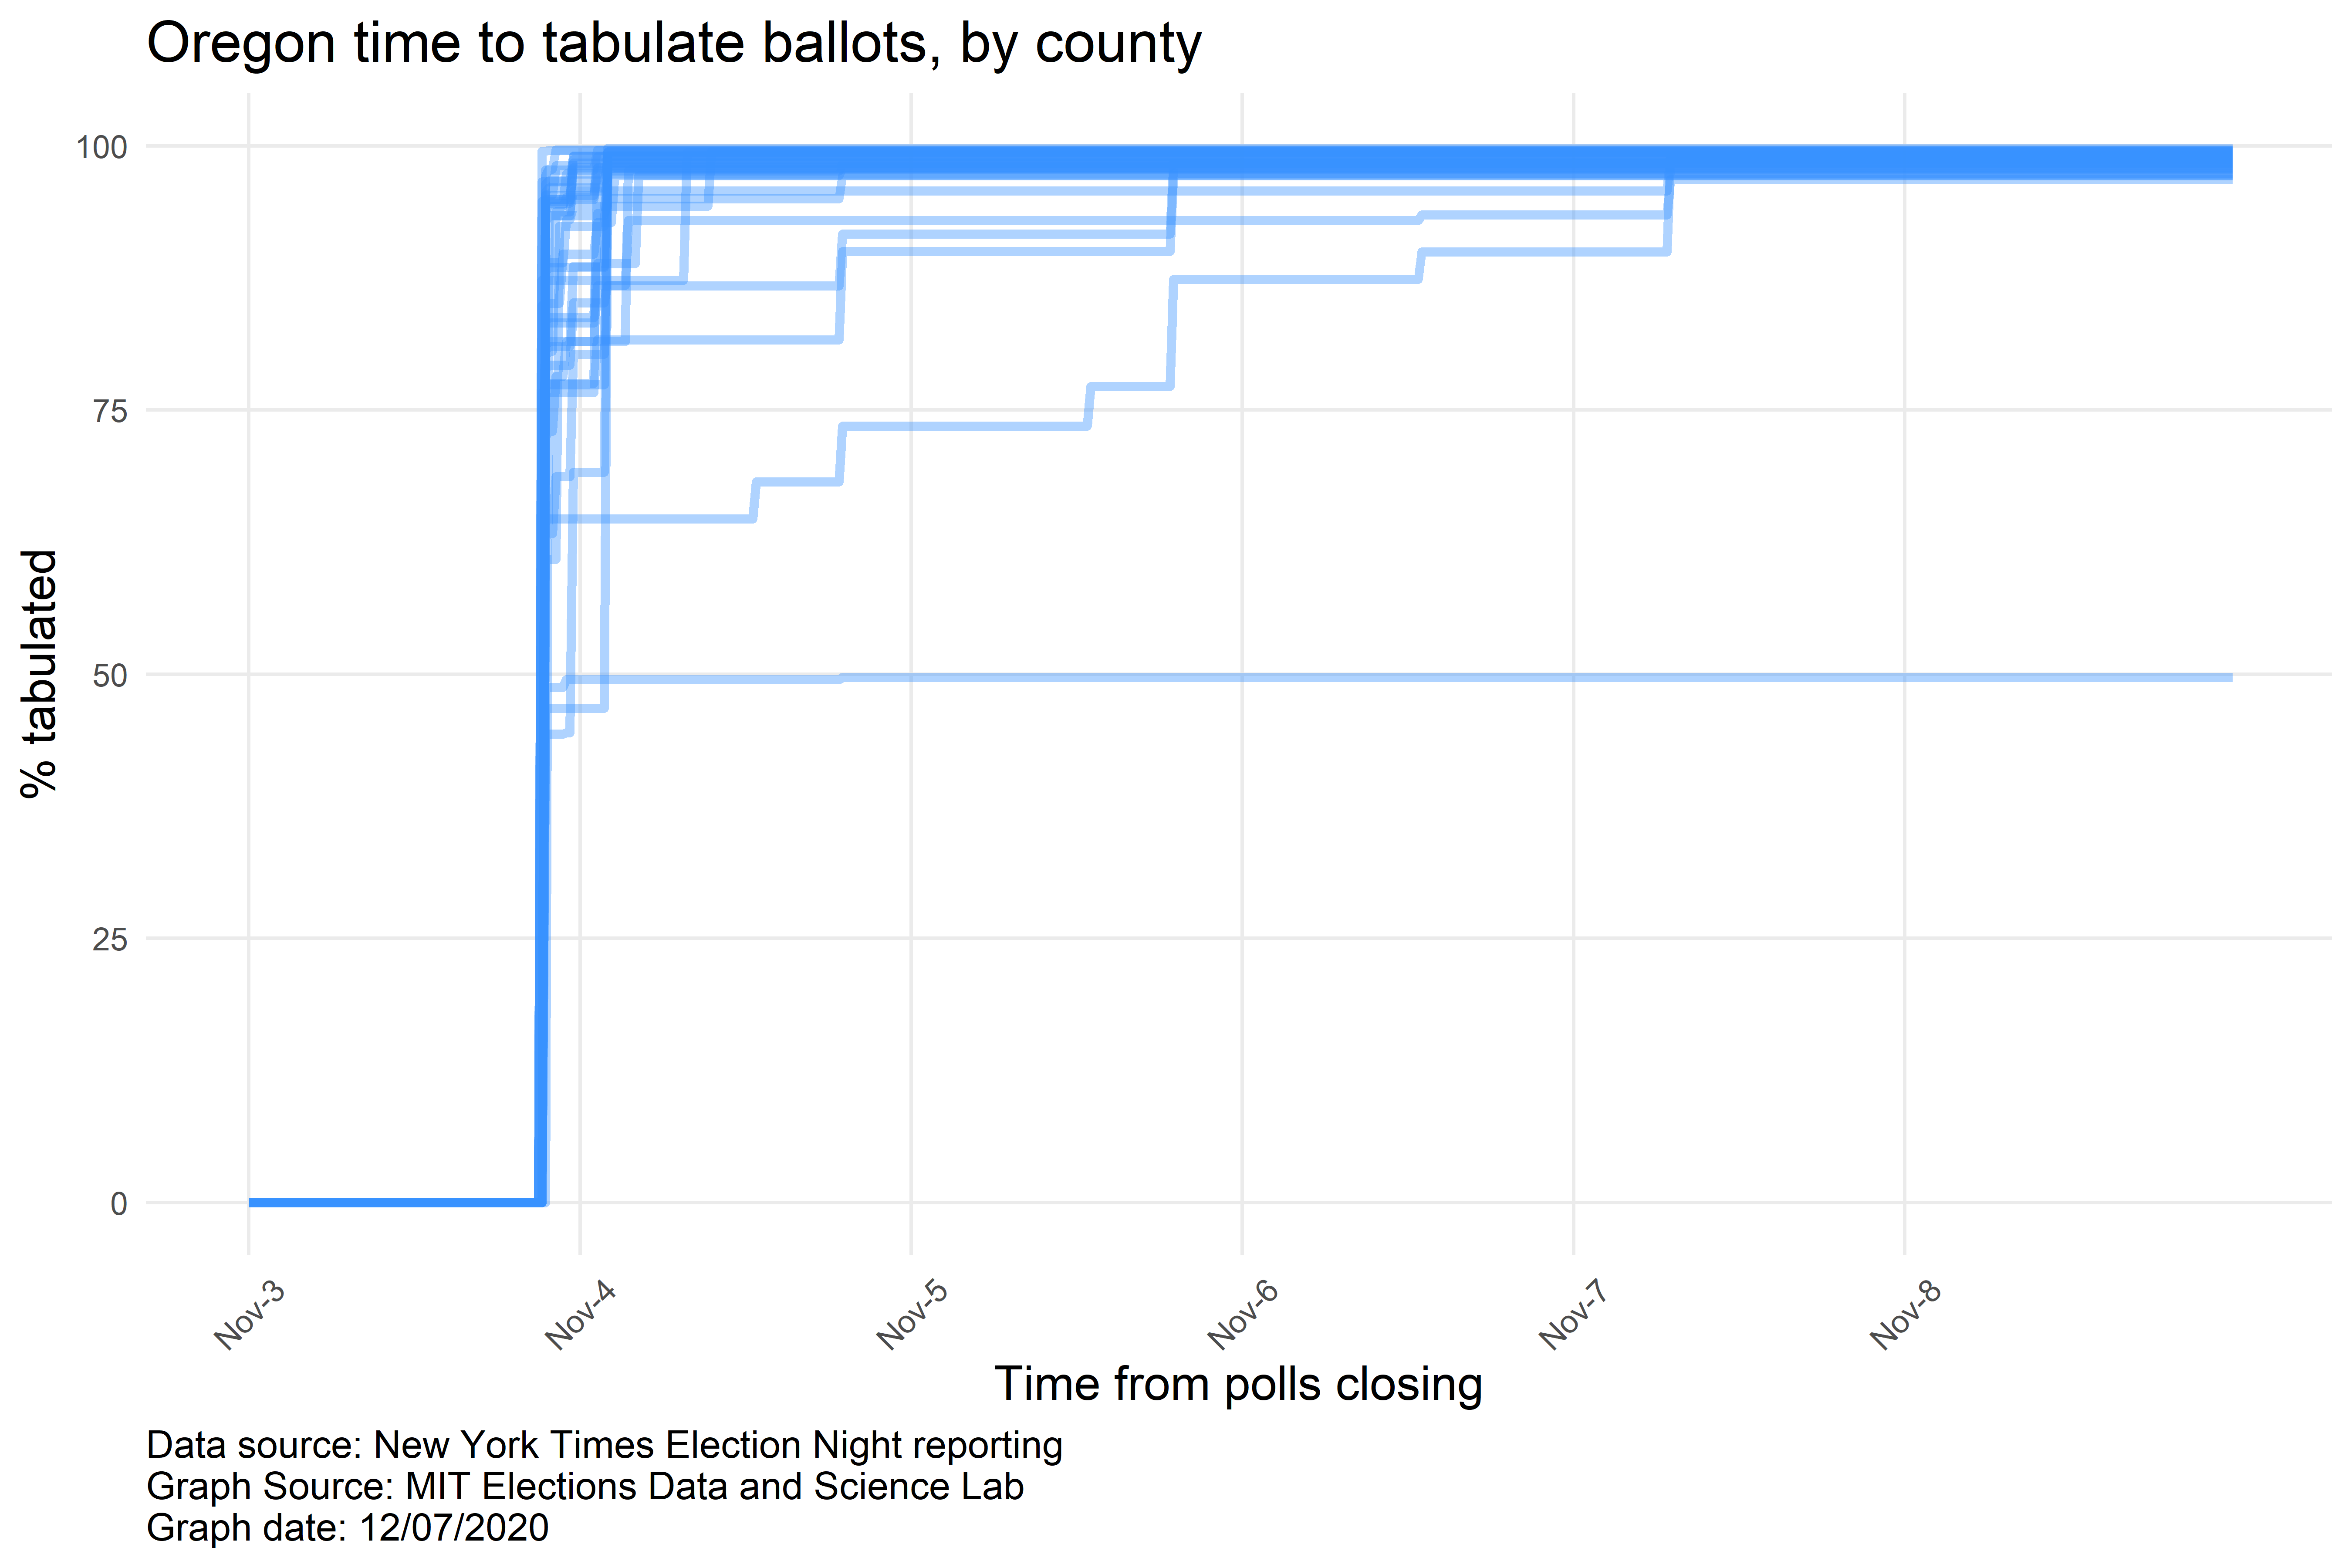 Oregon time to tabulate ballots, by county
% tabulated
100
75
50
25
0
Nov-3
Nov-4
Nov-5
Nov-6
Nov-7
Nov-8
Time from polls closing
Data source: New York Times Election Night reporting
Graph Source: MIT Elections Data and Science Lab
Graph date: 12/07/2020